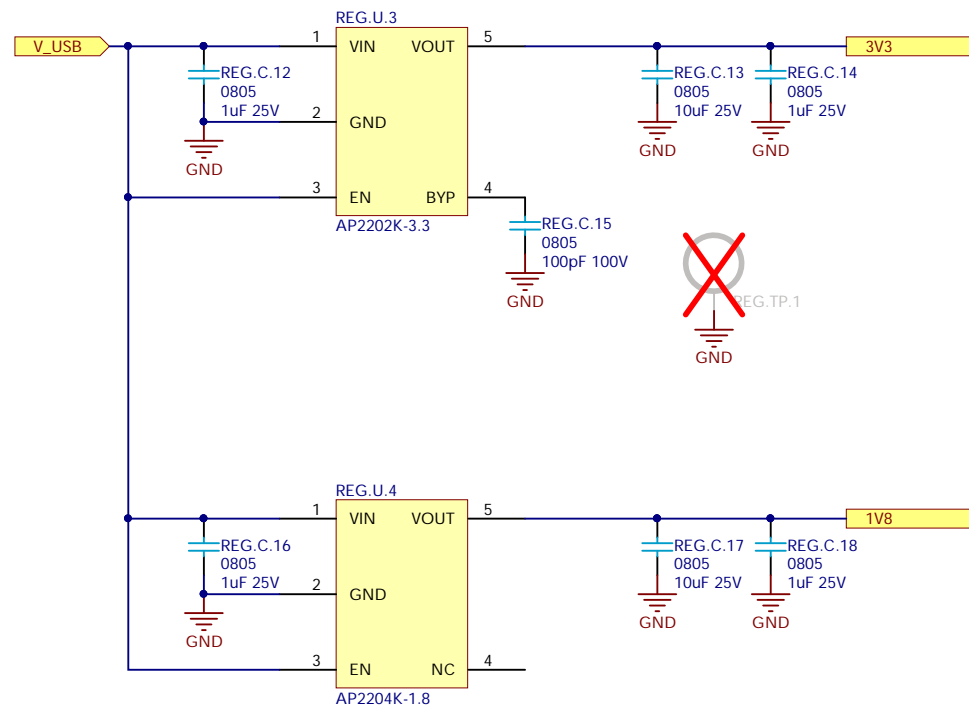 REG.U.3
V_USB
1
VIN
VOUT
5
3V3
REG.C.12
0805
1uF 25V
REG.C.13
0805
10uF 25V
REG.C.14
0805
1uF 25V
2
GND
GND
GND
GND
3
EN
BYP
4
AP2202K-3.3
REG.C.15
0805
100pF 100V
GND
REG.TP.1
GND
REG.U.4
1
VIN
VOUT
5
1V8
REG.C.16
0805
1uF 25V
REG.C.17
0805
10uF 25V
REG.C.18
0805
1uF 25V
2
GND
GND
GND
GND
3
EN
NC
4
AP2204K-1.8